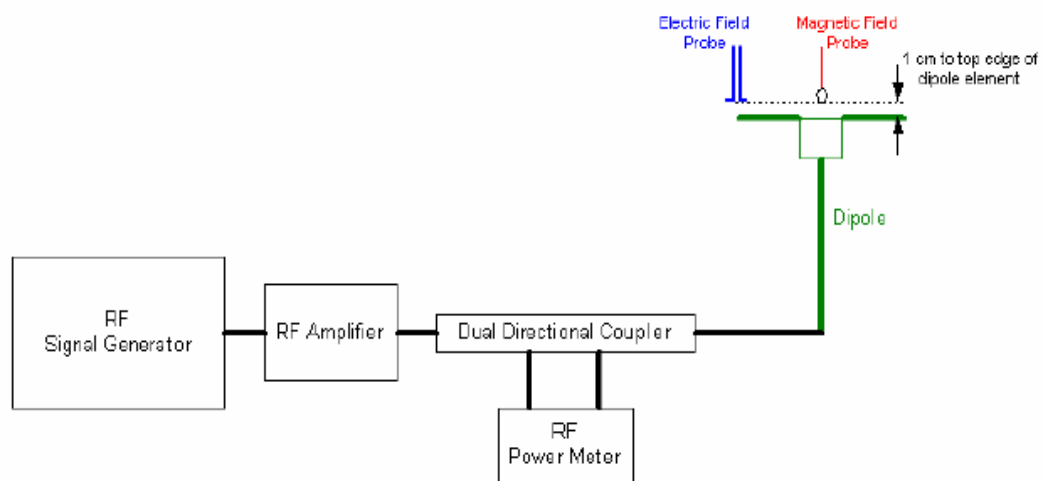 Electric Field
Probe
Magnetic Field
Probe
1 cm to top edge of
dipole element
Dipole
RF
Signal Generator
RF Amplifier
Dual Directional Coupler
RF
Power Meter